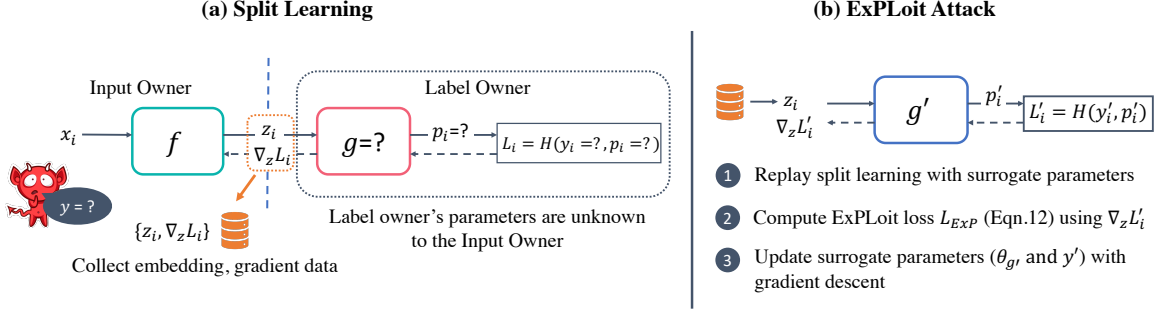 (a) Split Learning
Input Owner
Label Owner
x_i
f
z_i
∇_z L_i
g=?
p_i=?
L_i = H(y_i =?, p_i =?)
y = ?
{z_i, ∇_z L_i}
Collect embedding, gradient data
Label owner's parameters are unknown
to the Input Owner
(b) ExPLoit Attack
z_i
∇_z L'_i
g'
p'_i
L'_i = H(y'_i, p'_i)
1 Replay split learning with surrogate parameters
2 Compute ExPLoit loss L_ExP (Eqn.12) using ∇_z L'_i
3 Update surrogate parameters (θ_g' and y') with
gradient descent